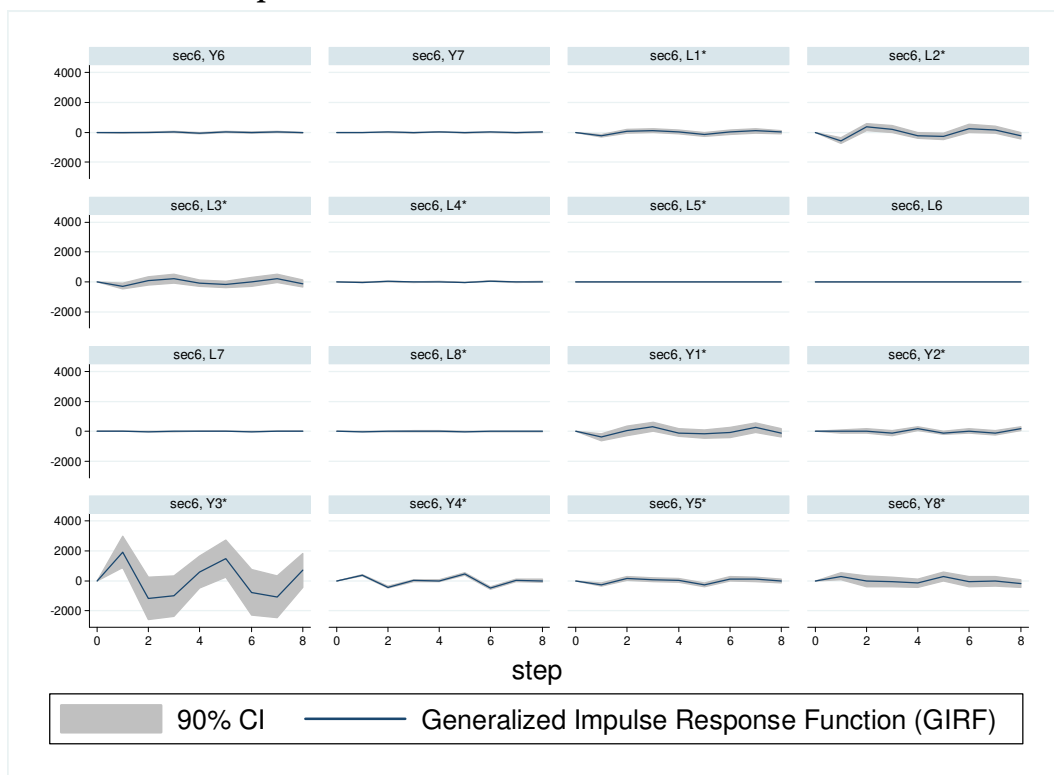 sec6, Y6 sec6, Y7 sec6, L1* sec6, L2*
4000
2000
0
-2000
sec6, L3* sec6, L4* sec6, L5* sec6, L6
4000
2000
0
-2000
sec6, L7 sec6, L8* sec6, Y1* sec6, Y2*
4000
2000
0
-2000
sec6, Y3* sec6, Y4* sec6, Y5* sec6, Y8*
4000
2000
0
-2000
0 2 4 6 8 0 2 4 6 8 0 2 4 6 8 0 2 4 6 8
step
90% CI Generalized Impulse Response Function (GIRF)